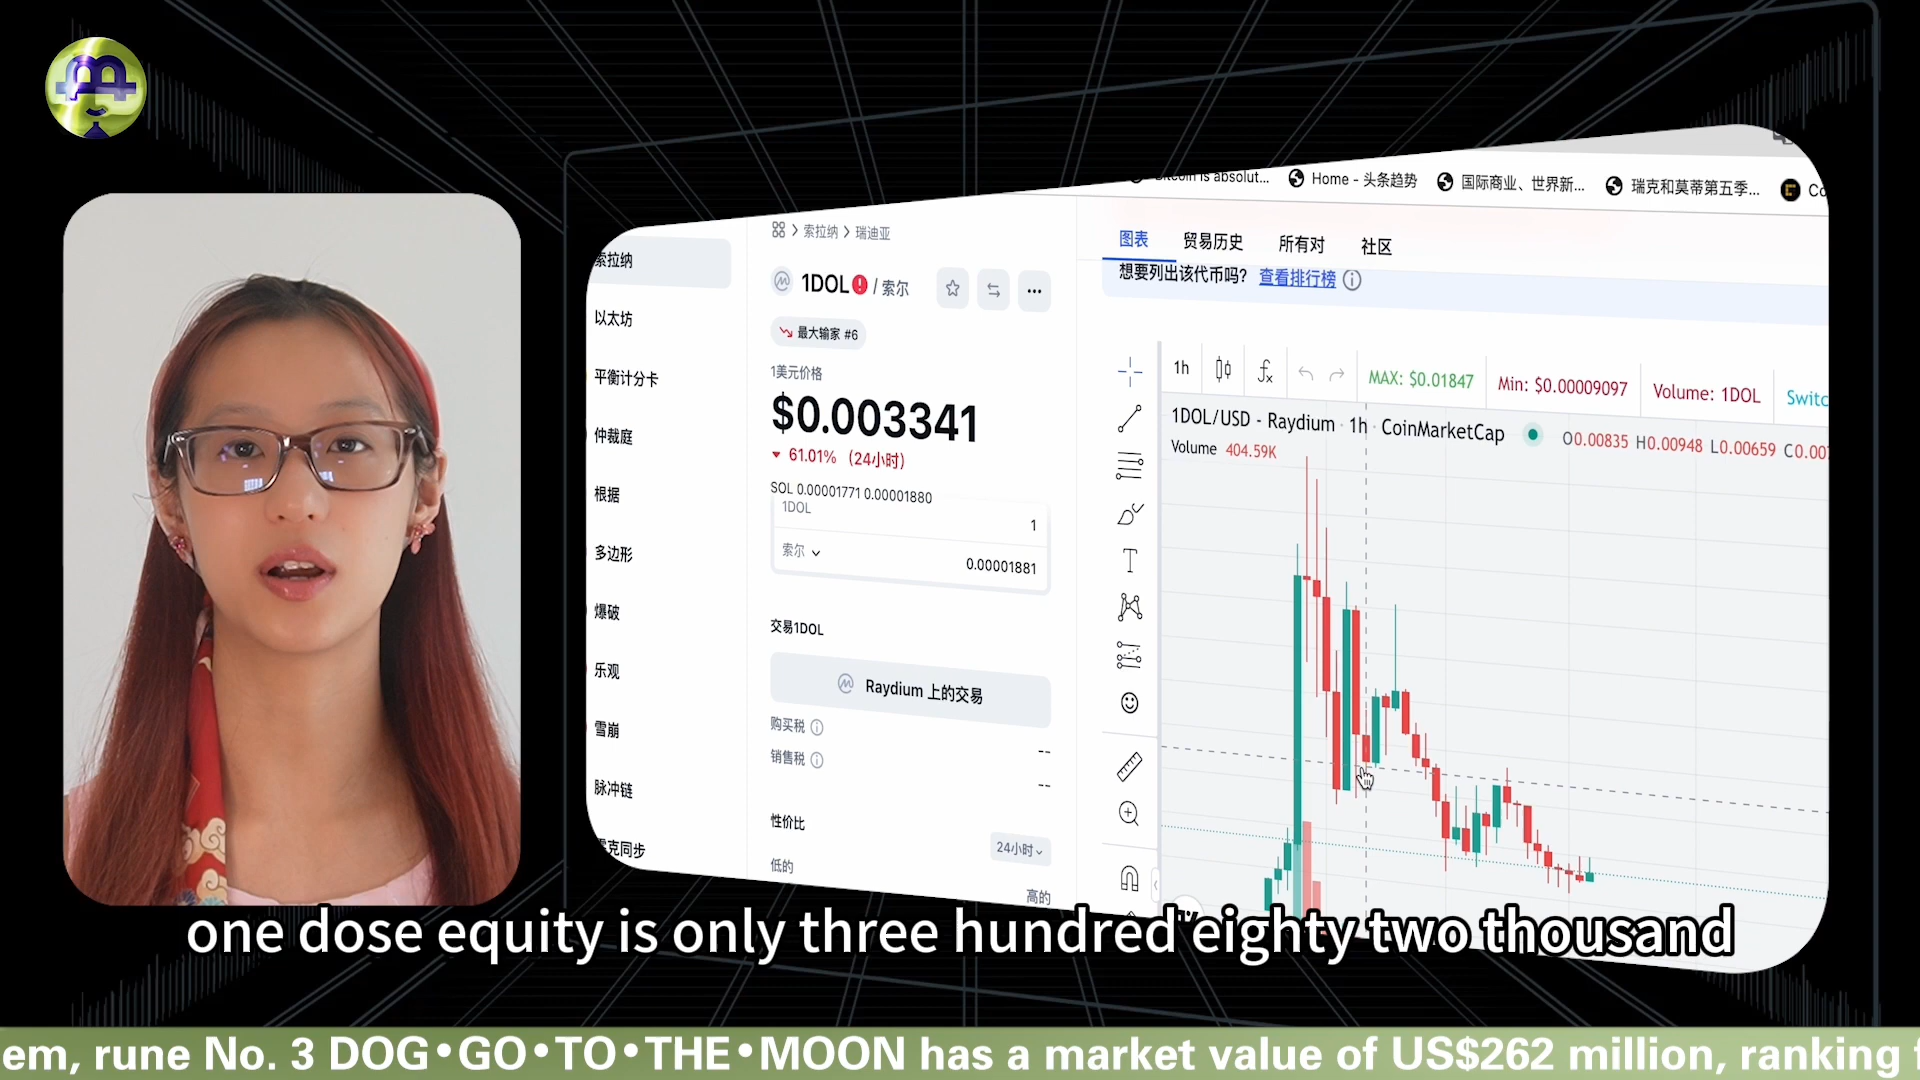 Bitcoin is absolut...
Home - 头条趋势
国际商业、世界新...
瑞克和莫蒂第五季...
索拉纳
以太坊
平衡计分卡
仲裁庭
根据
多边形
爆破
乐观
雪崩
脉冲链
克同步
索拉纳 > 瑞迪亚
1DOL / 索尔
最大输家 #6
1美元价格
$0.003341
61.01% (24小时)
SOL 0.00001771 0.00001880
1DOL
1
索尔
0.00001881
交易1DOL
Raydium 上的交易
购买税
--
销售税
--
性价比
24小时
低的
高的
图表
贸易历史
所有对
社区
想要列出该代币吗? 查看排行榜
1h
MAX: $0.01847
Min: $0.00009097
Volume: 1DOL
Switc
1DOL/USD - Raydium · 1h · CoinMarketCap
O0.00835 H0.00948 L0.00659 C0.00
Volume 404.59K
one dose equity is only three hundred eighty two thousand
em, rune No. 3 DOG•GO•TO•THE•MOON has a market value of US$262 million, ranking